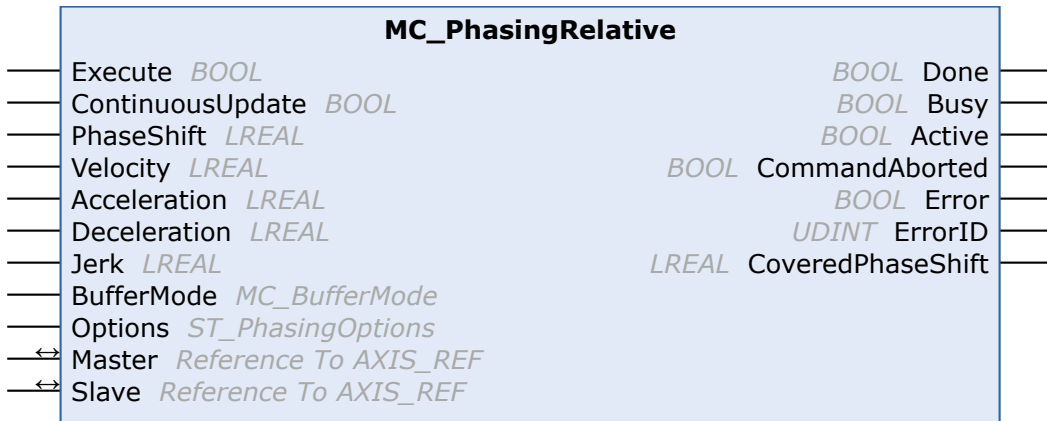 MC_PhasingRelative
Execute BOOL BOOL Done
ContinuousUpdate BOOL BOOL Busy
PhaseShift LREAL BOOL Active
Velocity LREAL BOOL CommandAborted
Acceleration LREAL BOOL Error
Deceleration LREAL UDINT ErrorID
Jerk LREAL LREAL CoveredPhaseShift
BufferMode MC_BufferMode
Options ST_PhasingOptions
Master Reference To AXIS_REF
Slave Reference To AXIS_REF